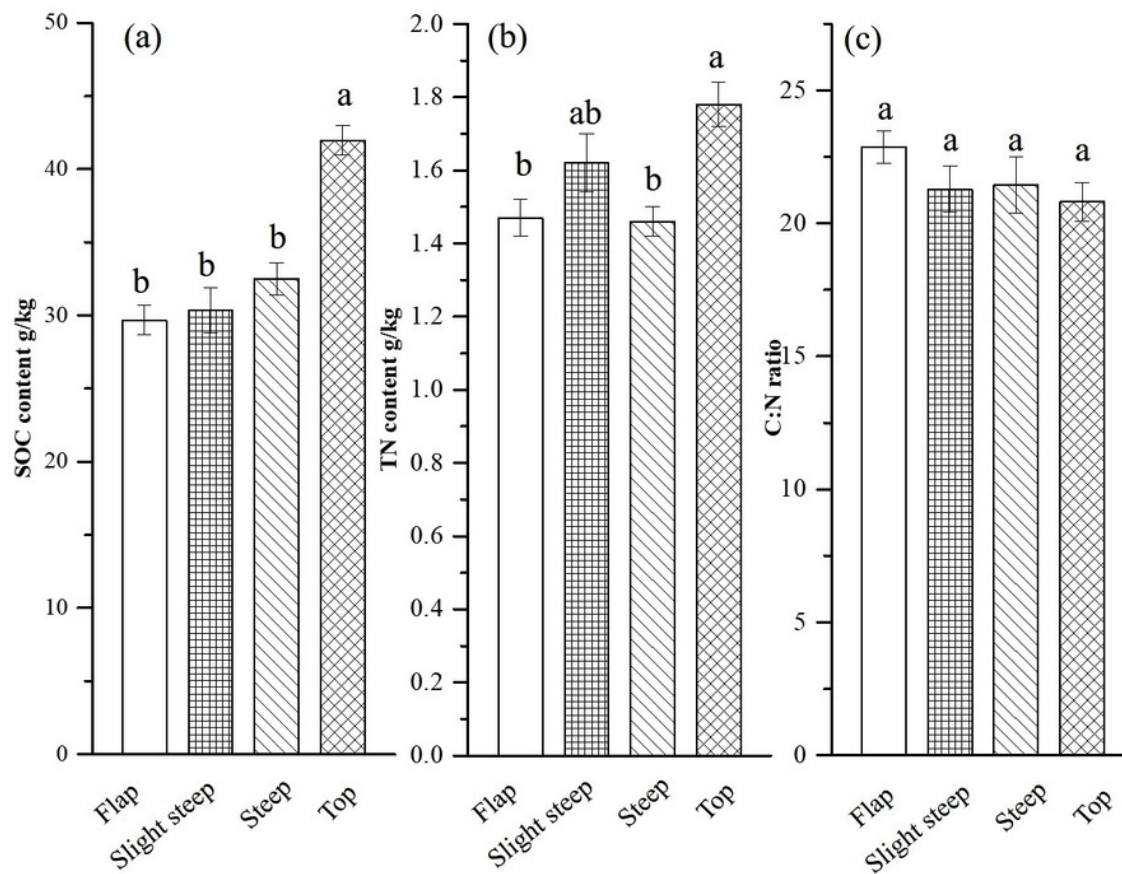 (a)
SOC content g/kg
50
40
30
20
10
0
b
b
b
a
Flap
Slight steep
Steep
Top
(b)
TN content g/kg
2.0
1.8
1.6
1.4
1.2
1.0
0.8
0.6
0.4
0.2
0.0
b
ab
b
a
Flap
Slight steep
Steep
Top
(c)
C:N ratio
25
20
15
10
5
0
a
a
a
a
Flap
Slight steep
Steep
Top